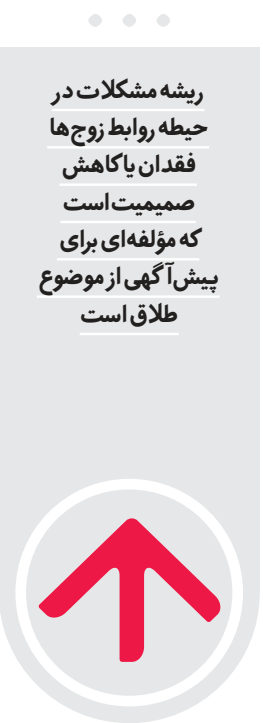 ریشه مشکلات در
حیطه روابط زوج‌ها
فقدان یا کاهش
صمیمیت است
که مؤلفه‌ای برای
پیش‌آگهی از موضوع
طلاق است